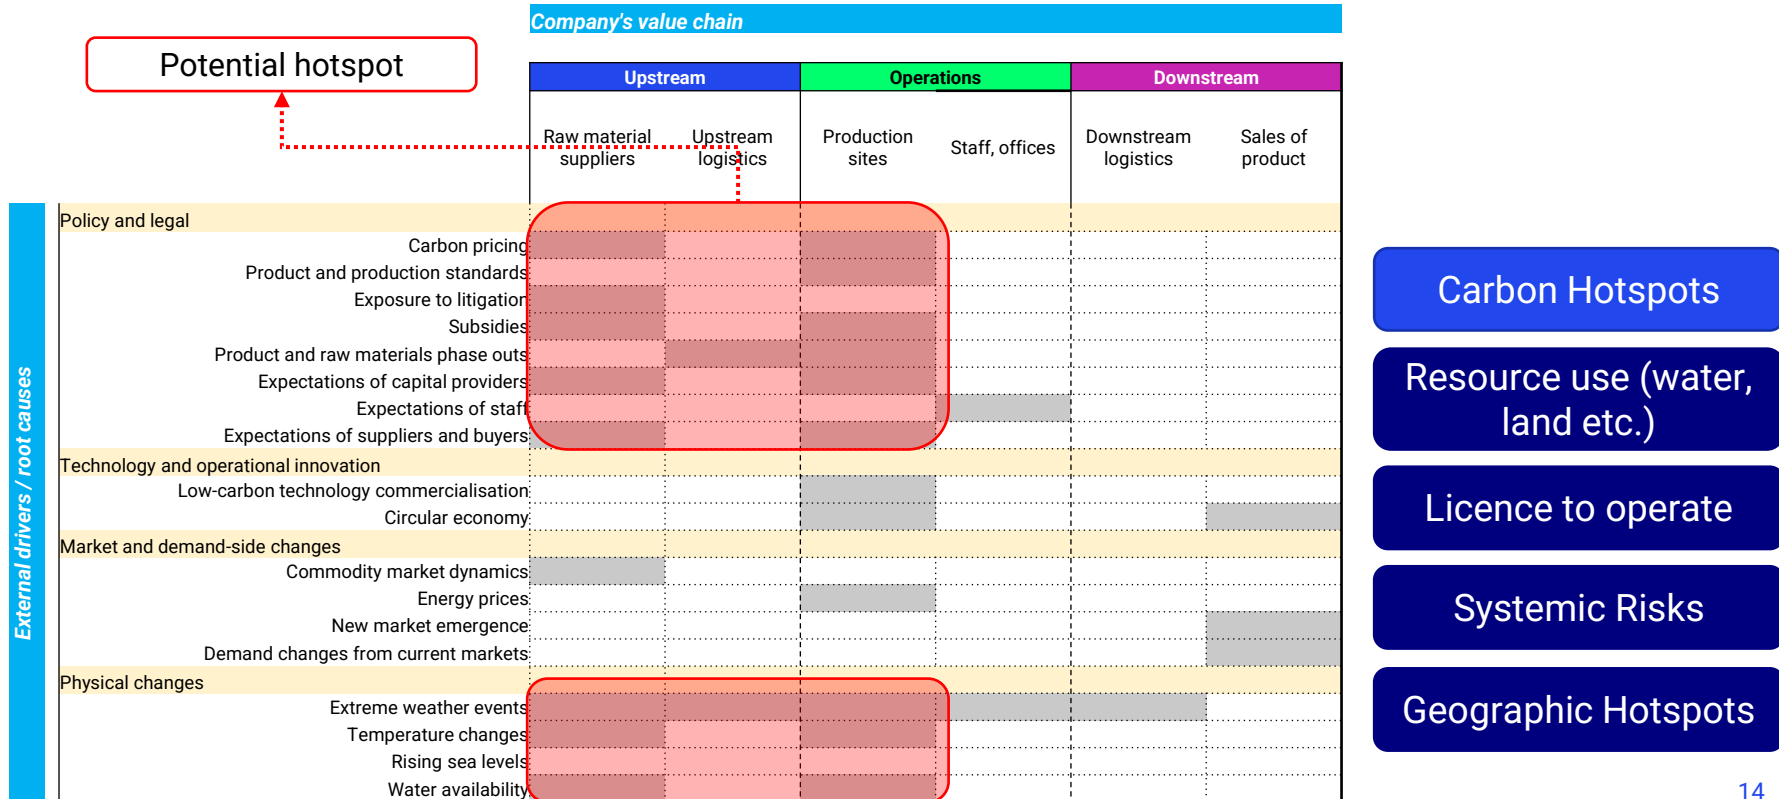 Company's value chain
Potential hotspot
Upstream
Operations
Downstream
Raw material
suppliers
Upstream
logistics
Production
sites
Staff, offices
Downstream
logistics
Sales of
product
External drivers / root causes
Policy and legal
Carbon pricing
Product and production standards
Exposure to litigation
Subsidies
Product and raw materials phase outs
Expectations of capital providers
Expectations of staff
Expectations of suppliers and buyers
Technology and operational innovation
Low-carbon technology commercialisation
Circular economy
Market and demand-side changes
Commodity market dynamics
Energy prices
New market emergence
Demand changes from current markets
Physical changes
Extreme weather events
Temperature changes
Rising sea levels
Water availability
Carbon Hotspots
Resource use (water,
land etc.)
Licence to operate
Systemic Risks
Geographic Hotspots
14